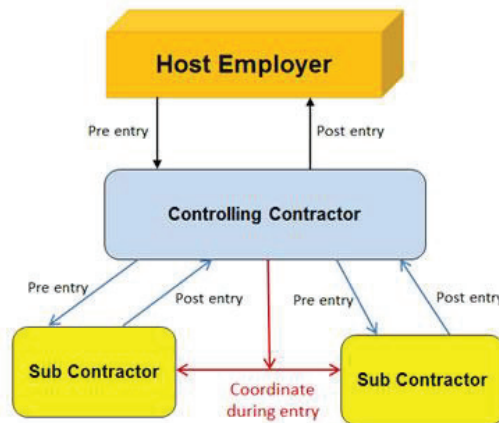 Host Employer
Pre entry
Post entry
Controlling Contractor
Pre entry
Post entry
Pre entry
Post entry
Sub Contractor
Coordinate
during entry
Sub Contractor